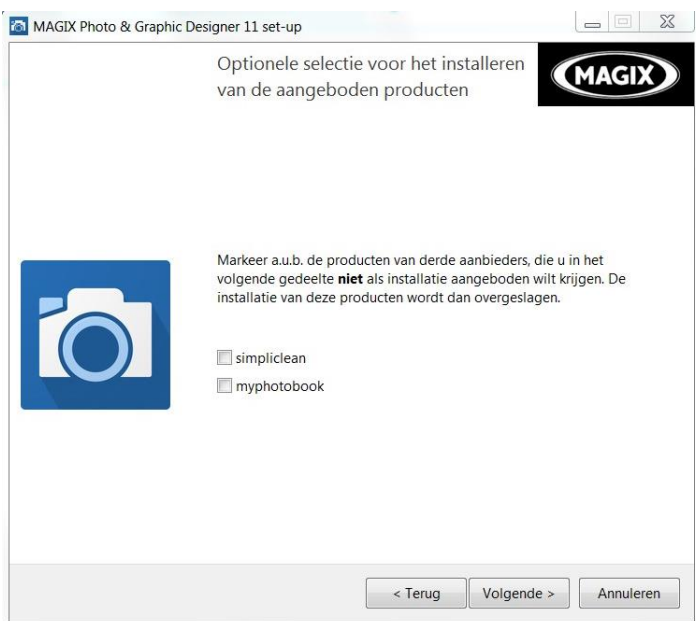 MAGIX Photo & Graphic Designer 11 set-up
Optionele selectie voor het installeren
van de aangeboden producten
MAGIX
Markeer a.u.b. de producten van derde aanbieders, die u in het
volgende gedeelte niet als installatie aangeboden wilt krijgen. De
installatie van deze producten wordt dan overgeslagen.
simpliclean
myphotobook
< Terug
Volgende >
Annuleren